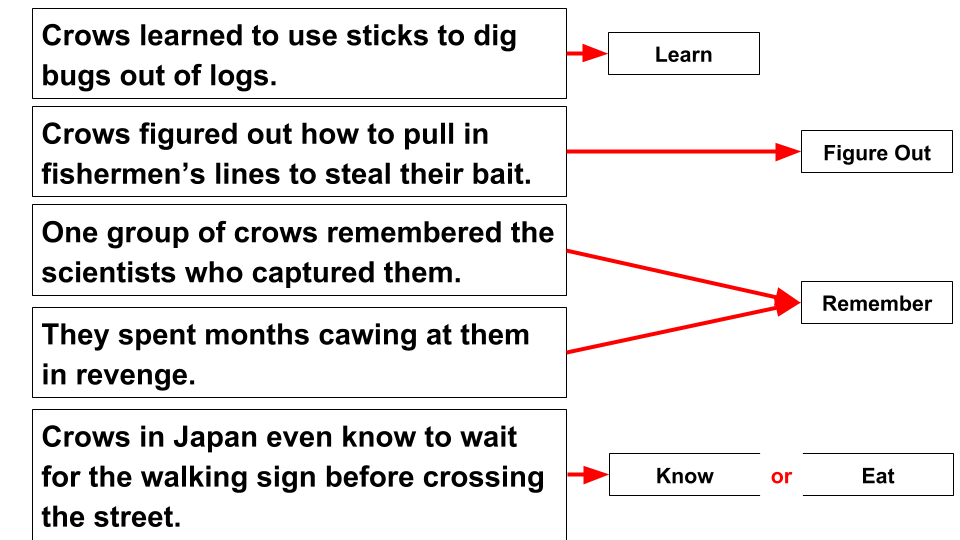 Crows learned to use sticks to dig
bugs out of logs.
Learn
Crows figured out how to pull in
fishermen’s lines to steal their bait.
Figure Out
One group of crows remembered the
scientists who captured them.
They spent months cawing at them
in revenge.
Remember
Crows in Japan even know to wait
for the walking sign before crossing
the street.
Know or Eat